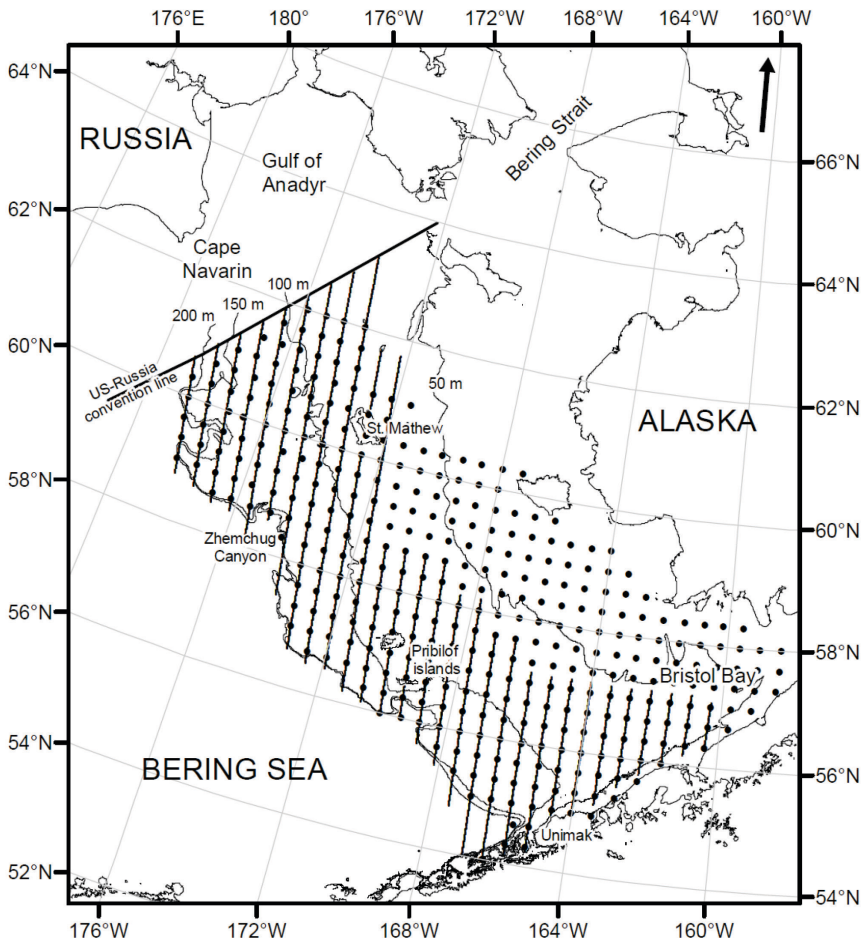 176°E 180° 176°W 172°W 168°W 164°W 160°W
64°N
RUSSIA
Gulf of
Anadyr
Bering Strait
66°N
62°N
Cape
Navarin
64°N
100 m
150 m
200 m
60°N
US-Russia
convention line
50 m
62°N
ALASKA
St. Mathew
58°N
60°N
Zhemchug
Canyon
56°N
Pribilof
islands
58°N
Bristol Bay
54°N
BERING SEA
56°N
Unimak
52°N
54°N
176°W 172°W 168°W 164°W 160°W